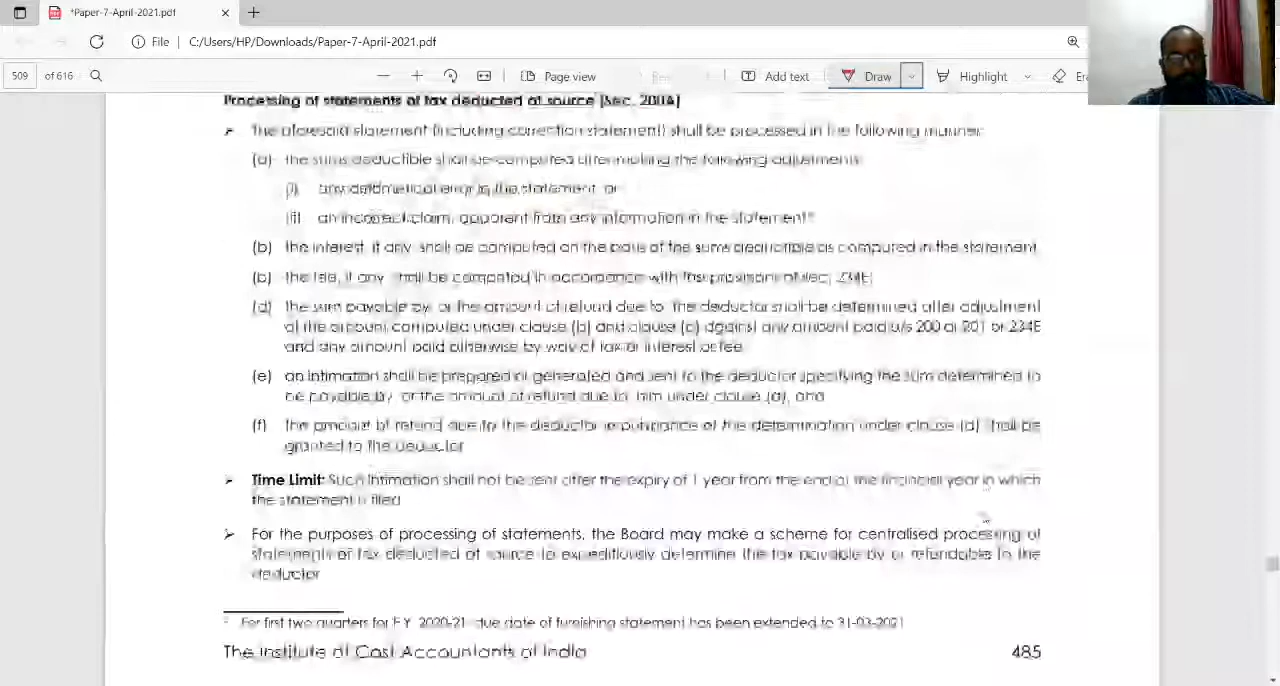 *Paper-7-April-2021.pdf
File C:/Users/HP/Downloads/Paper-7-April-2021.pdf
509 of 616 Page view Add text Draw Highlight
Processing of statements of tax deducted at source [Sec. 200A]
The aforesaid statement (including correction statement) shall be processed in the following manner:
(a) the sums deductible shall be computed after making the following adjustments
(i) any arithmetical error in the statement; or
(ii) an incorrect claim, apparent from any information in the statement
(b) the interest, if any, shall be computed on the basis of the sums deductible as computed in the statement
the fee, if any, shall be computed in accordance with the provisions of sec. 234E;
(d) the sum payable by, or the amount of refund due to, the deductor shall be determined after adjustment
of the amount computed under clause (b) and clause (c) against any amount paid u/s 200 or 201 or 234E
and any amount paid otherwise by way of tax or interest or fee
(e) an intimation shall be prepared or generated and sent to the deductor specifying the sum determined to
be payable by, or the amount of refund due to, him under clause (d); and
(f) the amount of refund due to the deductor in pursuance of the determination under clause (d) shall be
granted to the deductor
Time Limit: Such intimation shall not be sent after the expiry of 1 year from the end of the financial year in which
the statement is filed
For the purposes of processing of statements, the Board may make a scheme for centralised processing of
statements of tax deducted at source to expeditiously determine the tax payable by or refundable to the
deductor
For first two quarters for F.Y. 2020-21, due date of furnishing statement has been extended to 31-03-2021
The Institute of Cost Accountants of India 485